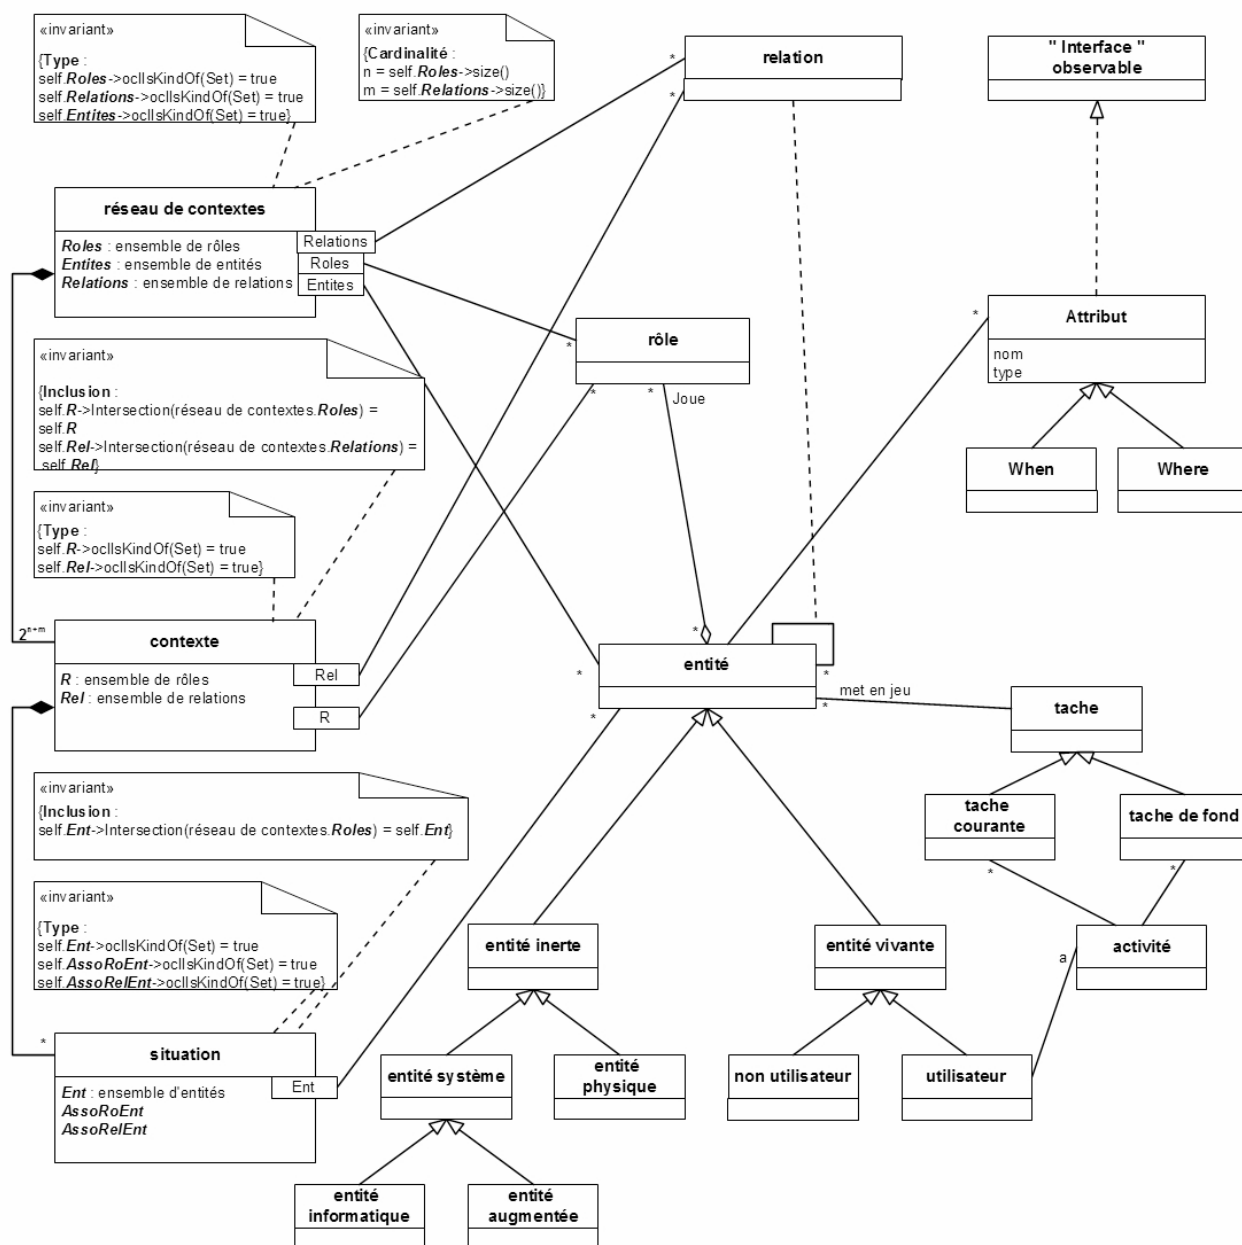 «invariant»
{Type :
self.Roles->oclIsKindOf(Set) = true
self.Relations->oclIsKindOf(Set) = true
self.Entites->oclIsKindOf(Set) = true}
«invariant»
{Cardinalité :
n = self.Roles->size()
m = self.Relations->size()}
*
*
relation
" Interface "
observable
réseau de contextes
Roles : ensemble de rôles
Entites : ensemble de entités
Relations : ensemble de relations
Relations
Roles
Entites
*
Attribut
nom
type
«invariant»
{Inclusion :
self.R->Intersection(réseau de contextes.Roles) =
self.R
self.Rel->Intersection(réseau de contextes.Relations) =
self.Rel}
*
rôle
*
*
Joue
When
Where
«invariant»
{Type :
self.R->oclIsKindOf(Set) = true
self.Rel->oclIsKindOf(Set) = true}
2ⁿ⁺ᵐ
contexte
R : ensemble de rôles
Rel : ensemble de relations
Rel
R
*
*
*
entité
*
*
*
met en jeu
tache
«invariant»
{Inclusion :
self.Ent->Intersection(réseau de contextes.Roles) = self.Ent}
tache
courante
tache de fond
*
*
«invariant»
{Type :
self.Ent->oclIsKindOf(Set) = true
self.AssoRoEnt->oclIsKindOf(Set) = true
self.AssoRelEnt->oclIsKindOf(Set) = true}
entité inerte
entité vivante
activité
a
*
situation
Ent : ensemble d'entités
AssoRoEnt
AssoRelEnt
Ent
entité système
entité
physique
non utilisateur
utilisateur
entité
informatique
entité
augmentée